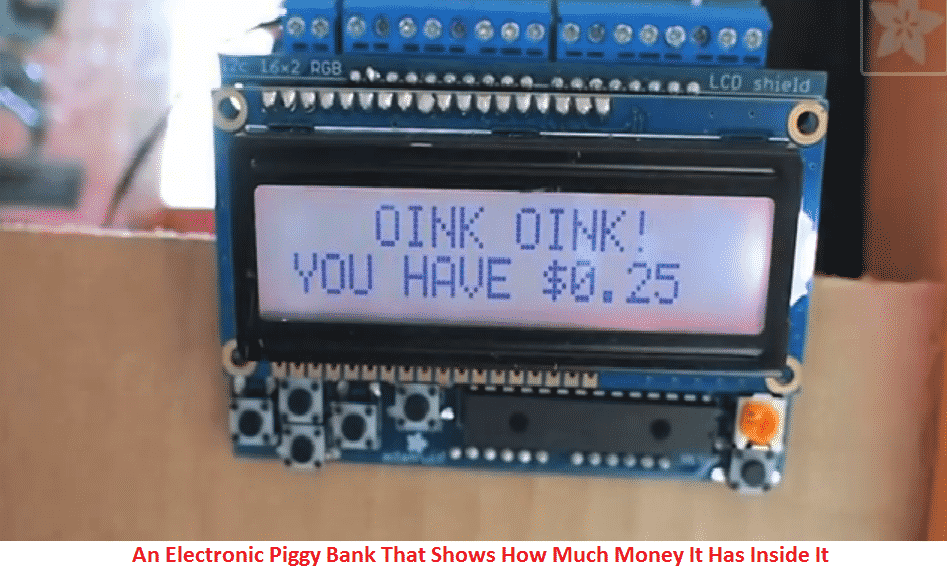 i2c 16x2 RGB LCD shield
OINK OINK!
YOU HAVE $0.25
adafruit
An Electronic Piggy Bank That Shows How Much Money It Has Inside It